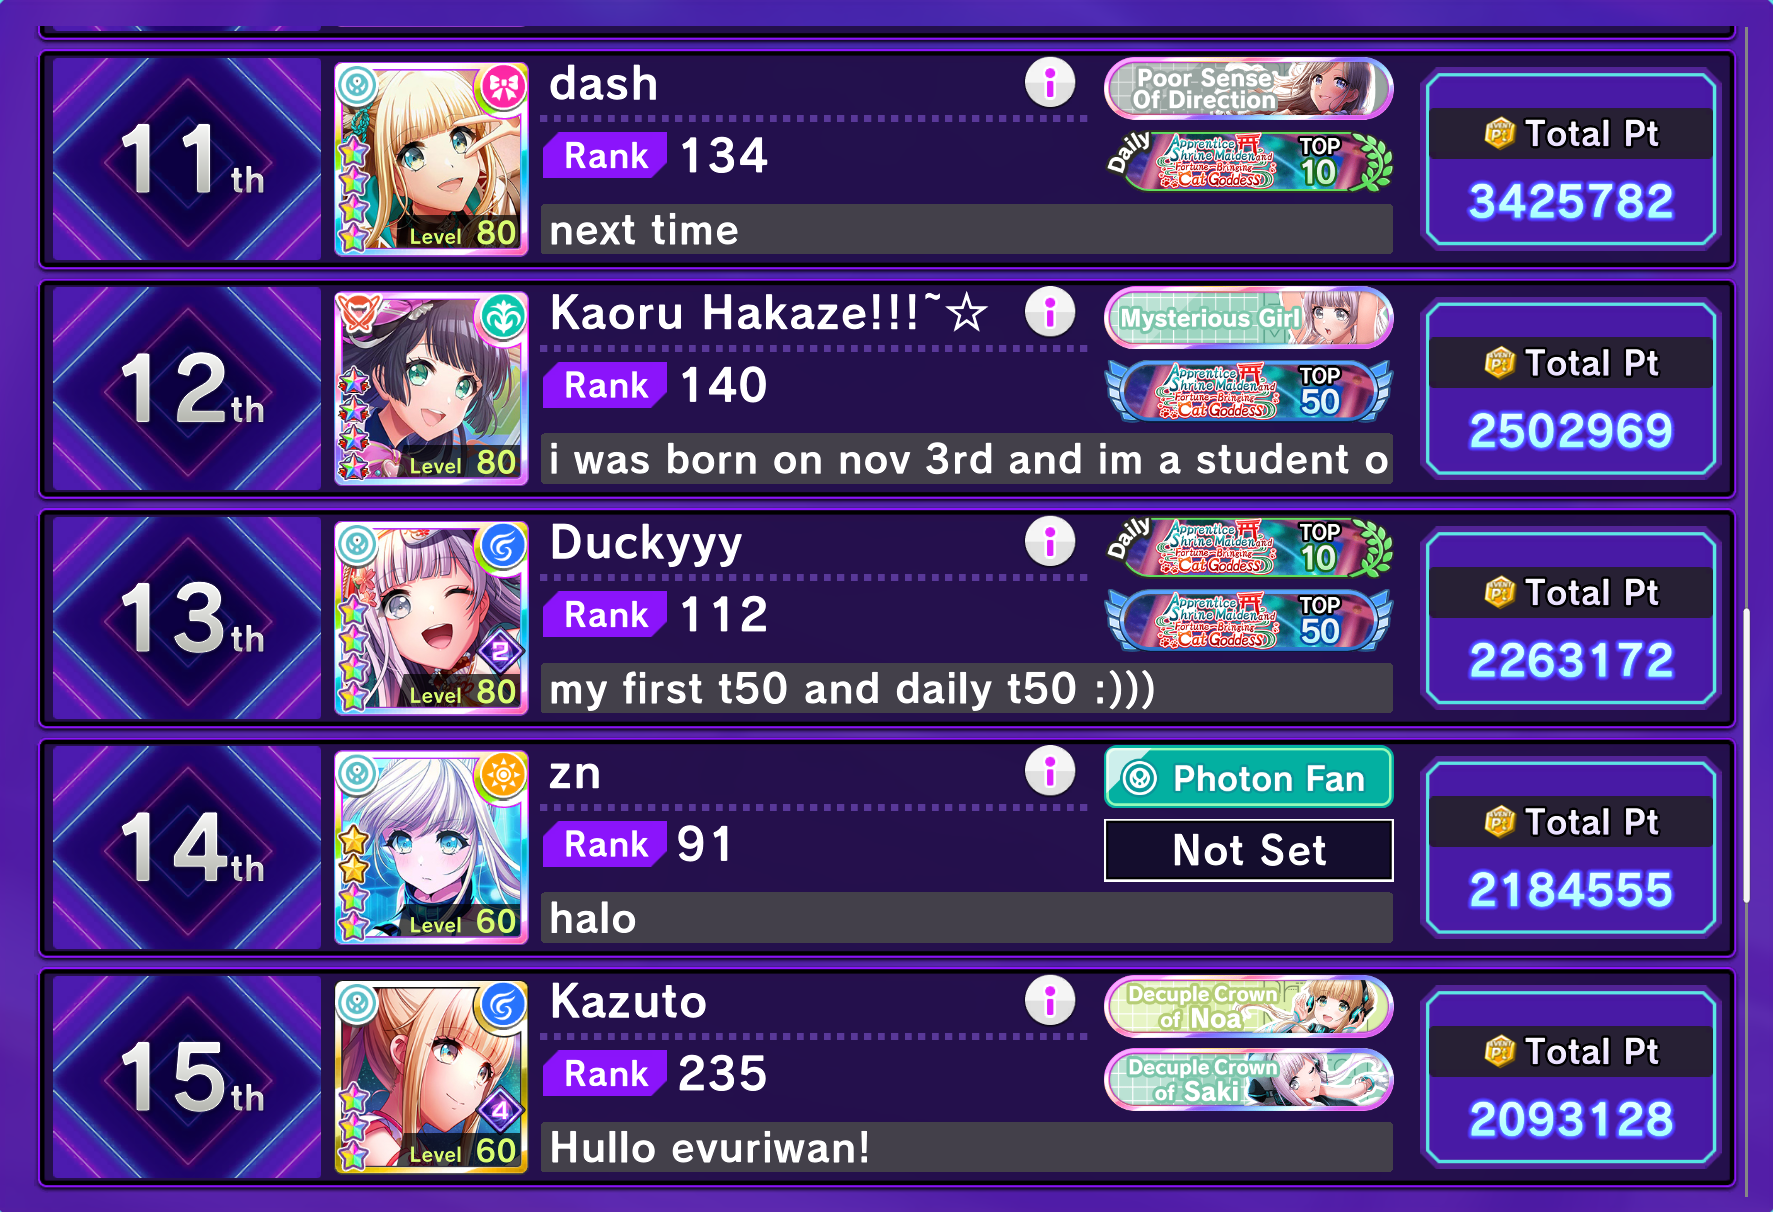 11th
Level 80
dash
Rank 134
next time
Poor Sense
Of Direction
Daily
Apprentice
Shrine Maiden and
Fortune-Bringing
Cat Goddess
TOP
10
Total Pt
3425782
12th
Level 80
Kaoru Hakaze!!!~☆
Rank 140
i was born on nov 3rd and im a student o
Mysterious Girl
Apprentice
Shrine Maiden and
Fortune-Bringing
Cat Goddess
TOP
50
Total Pt
2502969
13th
2
Level 80
Duckyyy
Rank 112
my first t50 and daily t50 :)))
Daily
Apprentice
Shrine Maiden and
Fortune-Bringing
Cat Goddess
TOP
10
Apprentice
Shrine Maiden and
Fortune-Bringing
Cat Goddess
TOP
50
Total Pt
2263172
14th
Level 60
zn
Rank 91
halo
Photon Fan
Not Set
Total Pt
2184555
15th
4
Level 60
Kazuto
Rank 235
Hullo evuriwan!
Decuple Crown
of Noa
Decuple Crown
of Saki
Total Pt
2093128